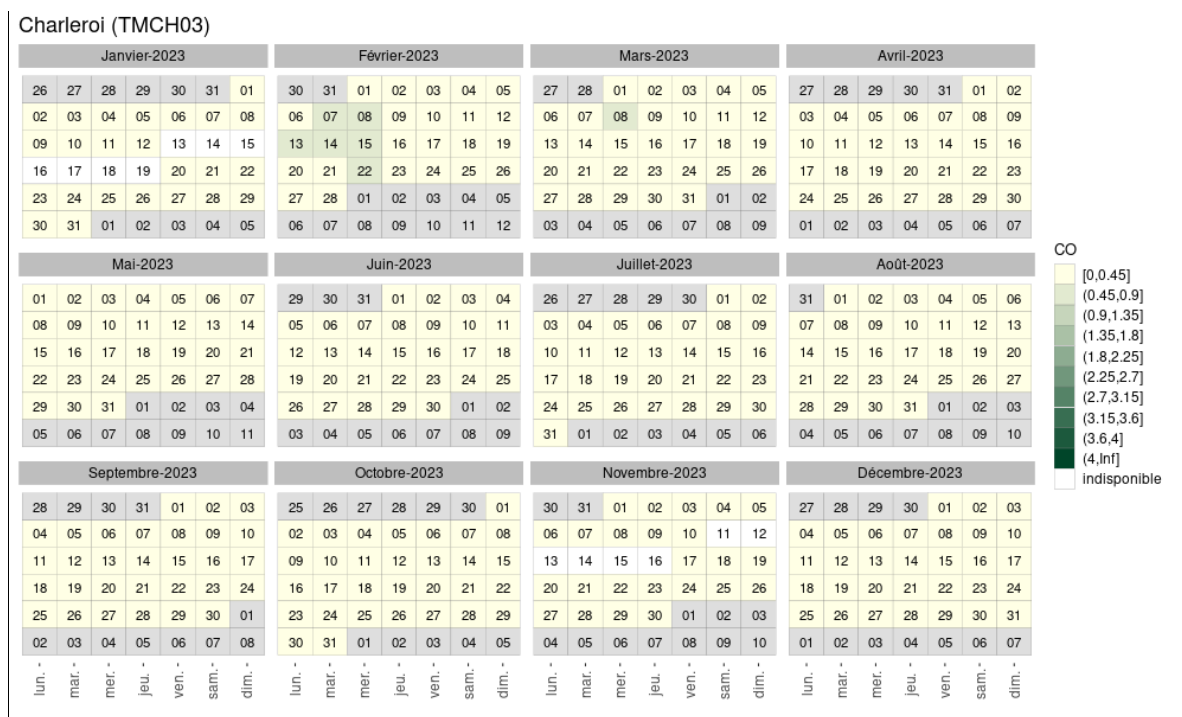 Charleroi (TMCH03)
Janvier-2023 Février-2023 Mars-2023 Avril-2023
26 27 28 29 30 31 01 30 31 01 02 03 04 05 27 28 01 02 03 04 05 27 28 29 30 31 01 02
02 03 04 05 06 07 08 06 07 08 09 10 11 12 06 07 08 09 10 11 12 03 04 05 06 07 08 09
09 10 11 12 13 14 15 13 14 15 16 17 18 19 13 14 15 16 17 18 19 10 11 12 13 14 15 16
16 17 18 19 20 21 22 20 21 22 23 24 25 26 20 21 22 23 24 25 26 17 18 19 20 21 22 23
23 24 25 26 27 28 29 27 28 01 02 03 04 05 27 28 29 30 31 01 02 24 25 26 27 28 29 30
30 31 01 02 03 04 05 06 07 08 09 10 11 12 03 04 05 06 07 08 09 01 02 03 04 05 06 07
Mai-2023 Juin-2023 Juillet-2023 Août-2023
01 02 03 04 05 06 07 29 30 31 01 02 03 04 26 27 28 29 30 01 02 31 01 02 03 04 05 06
08 09 10 11 12 13 14 05 06 07 08 09 10 11 03 04 05 06 07 08 09 07 08 09 10 11 12 13
15 16 17 18 19 20 21 12 13 14 15 16 17 18 10 11 12 13 14 15 16 14 15 16 17 18 19 20
22 23 24 25 26 27 28 19 20 21 22 23 24 25 17 18 19 20 21 22 23 21 22 23 24 25 26 27
29 30 31 01 02 03 04 26 27 28 29 30 01 02 24 25 26 27 28 29 30 28 29 30 31 01 02 03
05 06 07 08 09 10 11 03 04 05 06 07 08 09 31 01 02 03 04 05 06 04 05 06 07 08 09 10
Septembre-2023 Octobre-2023 Novembre-2023 Décembre-2023
28 29 30 31 01 02 03 25 26 27 28 29 30 01 30 31 01 02 03 04 05 27 28 29 30 01 02 03
04 05 06 07 08 09 10 02 03 04 05 06 07 08 06 07 08 09 10 11 12 04 05 06 07 08 09 10
11 12 13 14 15 16 17 09 10 11 12 13 14 15 13 14 15 16 17 18 19 11 12 13 14 15 16 17
18 19 20 21 22 23 24 16 17 18 19 20 21 22 20 21 22 23 24 25 26 18 19 20 21 22 23 24
25 26 27 28 29 30 01 23 24 25 26 27 28 29 27 28 29 30 01 02 03 25 26 27 28 29 30 31
02 03 04 05 06 07 08 30 31 01 02 03 04 05 04 05 06 07 08 09 10 01 02 03 04 05 06 07
lun. - mar. - mer. - jeu. - ven. - sam. - dim. - lun. - mar. - mer. - jeu. - ven. - sam. - dim. - lun. - mar. - mer. - jeu. - ven. - sam. - dim. - lun. - mar. - mer. - jeu. - ven. - sam. - dim. -
CO
[0,0.45]
(0.45,0.9]
(0.9,1.35]
(1.35,1.8]
(1.8,2.25]
(2.25,2.7]
(2.7,3.15]
(3.15,3.6]
(3.6,4]
(4,Inf]
indisponible